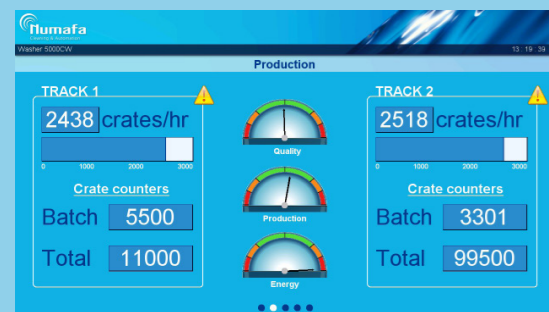 Numafa
Cleaning & Automation
Washer 5000CW
13 : 19 : 39
Production
TRACK 1
2438 crates/hr
0 1000 2000 3000
Crate counters
Batch 5500
Total 11000
Quality
Production
Energy
TRACK 2
2518 crates/hr
0 1000 2000 3000
Crate counters
Batch 3301
Total 99500